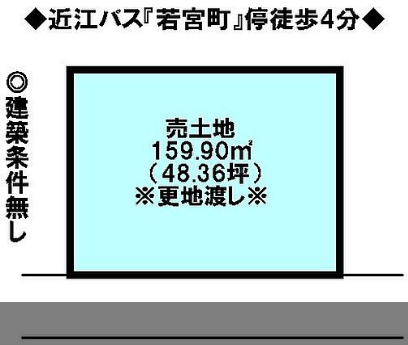 ◆近江バス『若宮町』停徒歩4分◆
◎建築条件無し
売土地
159.90㎡
（48.36坪）
※更地渡し※